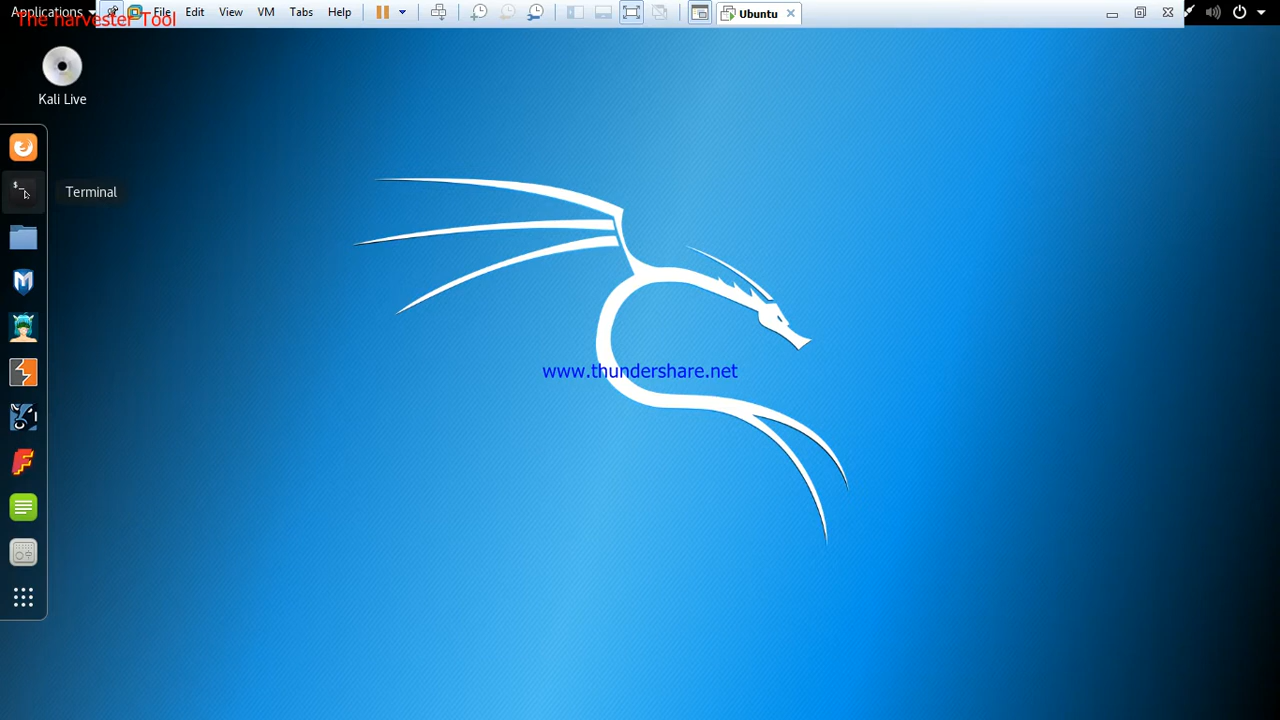 Applications
The harvester Tool
File Edit View VM Tabs Help
Ubuntu
Kali Live
Terminal
www.thundershare.net